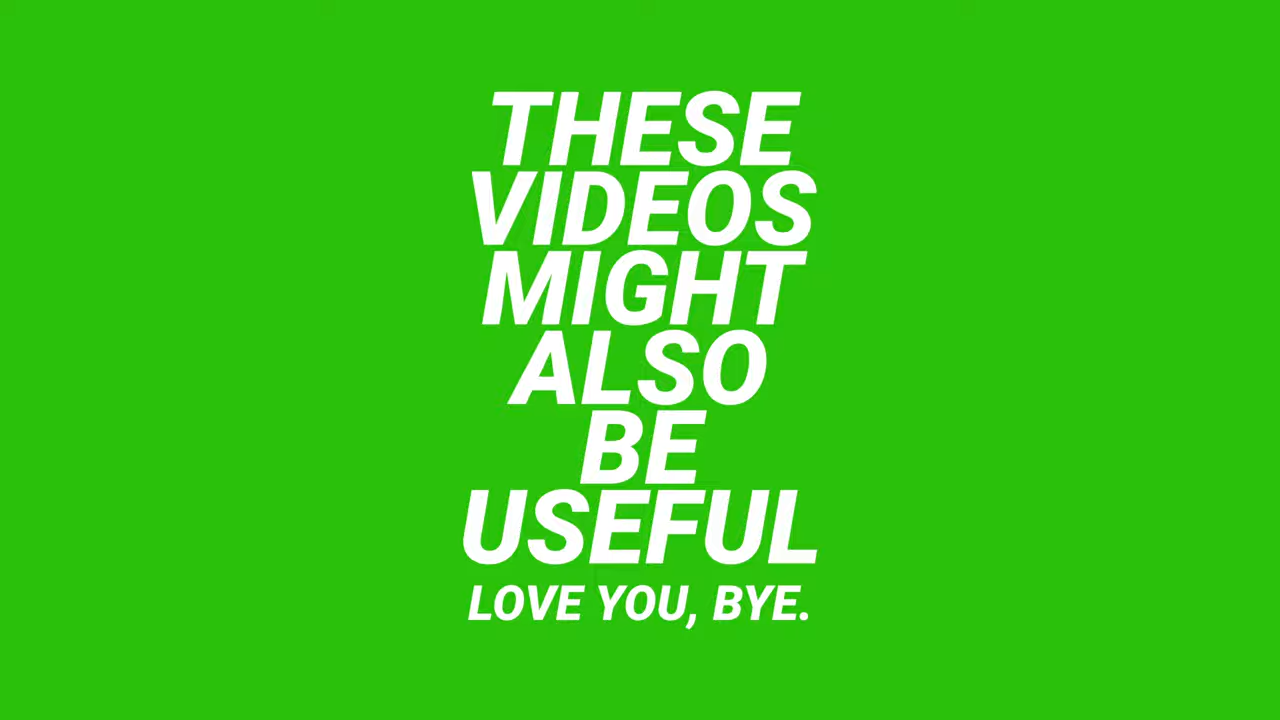 THESE
VIDEOS
MIGHT
ALSO
BE
USEFUL
LOVE YOU, BYE.